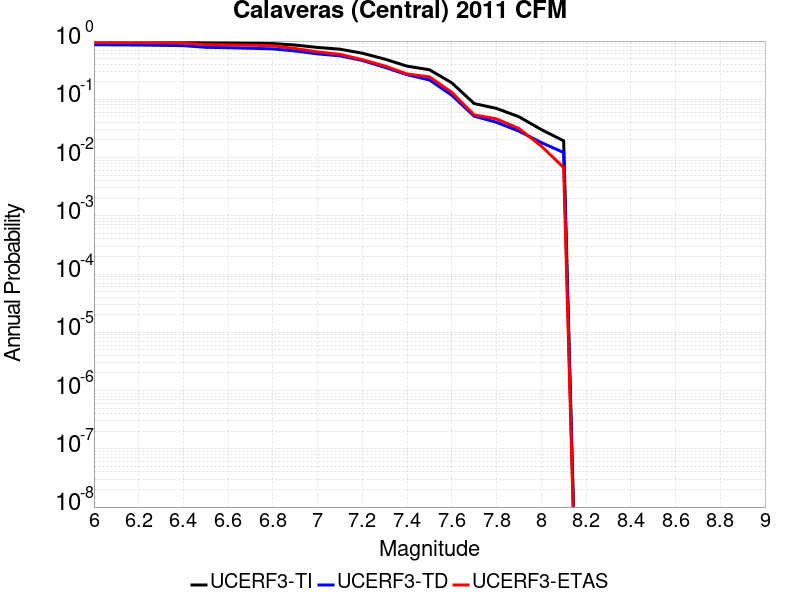 Calaveras (Central) 2011 CFM
Annual Probability
10^0
10^-1
10^-2
10^-3
10^-4
10^-5
10^-6
10^-7
10^-8
6 6.2 6.4 6.6 6.8 7 7.2 7.4 7.6 7.8 8 8.2 8.4 8.6 8.8 9
Magnitude
UCERF3-TI UCERF3-TD UCERF3-ETAS